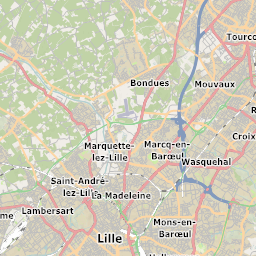 Tourco
Bondues
Mouvaux
R
Croix
Marquette-
lez-Lille
Marcq-en-
Barœul
Wasquehal
Saint-André-
lez-Lille
La Madeleine
Lambersart
Mons-en-
Barœul
Lille